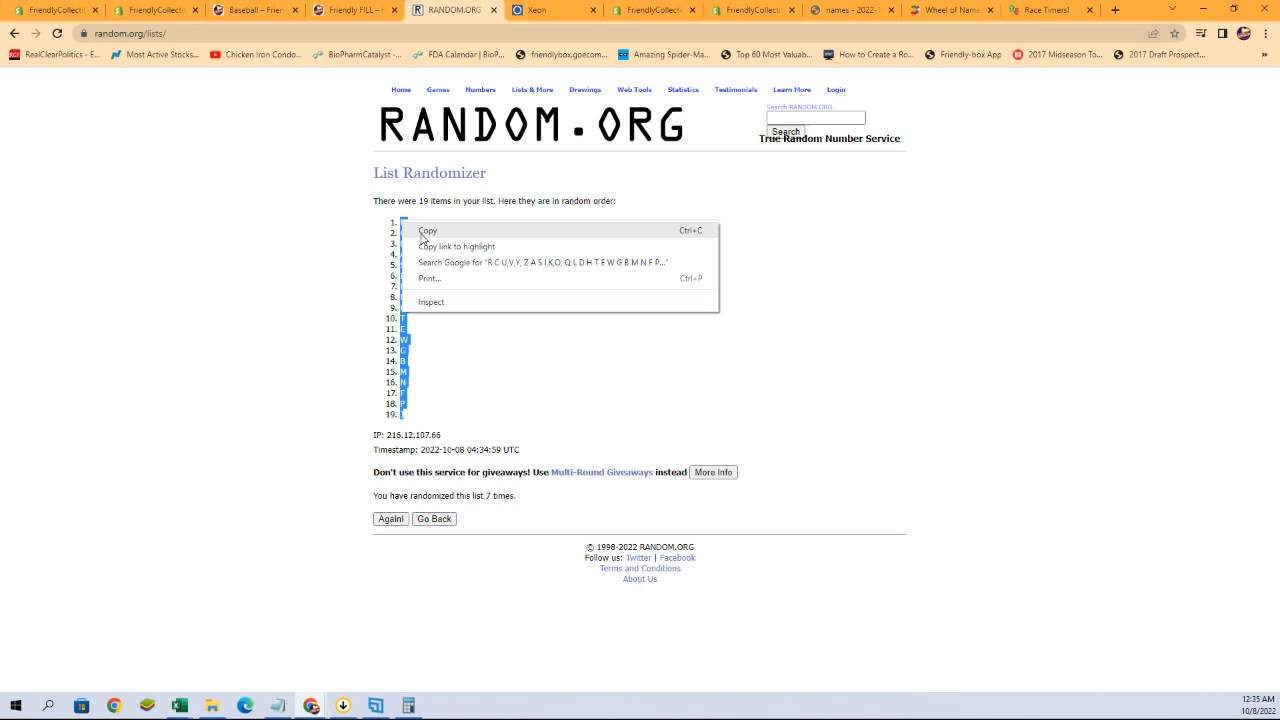 FriendlyCollecti
FriendlyCollecti
Baseball – Frien
Friendly FILL –
RANDOM.ORG
Xeon
FriendlyCollecti
FriendlyCollecti
names - 2022-1
Wheel of Name
Race Timers!
random.org/lists/
RealClearPolitics - E...
Most Active Stocks...
Chicken Iron Condo...
BioPharmCatalyst -...
FDA Calendar | BioP...
friendlybox.goecom...
Amazing Spider-Ma...
Top 60 Most Valuab...
How to Create a Ro...
Friendly-box App
2017 Midseason To...
2017 Draft Prospect...
Home Games Numbers Lists & More Drawings Web Tools Statistics Testimonials Learn More Login
RANDOM.ORG
Search RANDOM.ORG
Search
True Random Number Service
List Randomizer
There were 19 items in your list. Here they are in random order:
1.
2.
3.
4.
5.
6.
7.
8.
9.
10. T
11. E
12. W
13. G
14. B
15. M
16. N
17. F
18. P
19.
Copy Ctrl+C
Copy link to highlight
Search Google for "R C U,V,Y, Z A S I,K,O, Q L D H T E W G B M N F P..."
Print... Ctrl+P
Inspect
IP: 216.12.107.66
Timestamp: 2022-10-08 04:34:59 UTC
Don't use this service for giveaways! Use Multi-Round Giveaways instead More Info
You have randomized this list 7 times.
Again! Go Back
© 1998-2022 RANDOM.ORG
Follow us: Twitter | Facebook
Terms and Conditions
About Us
12:35 AM
10/8/2022